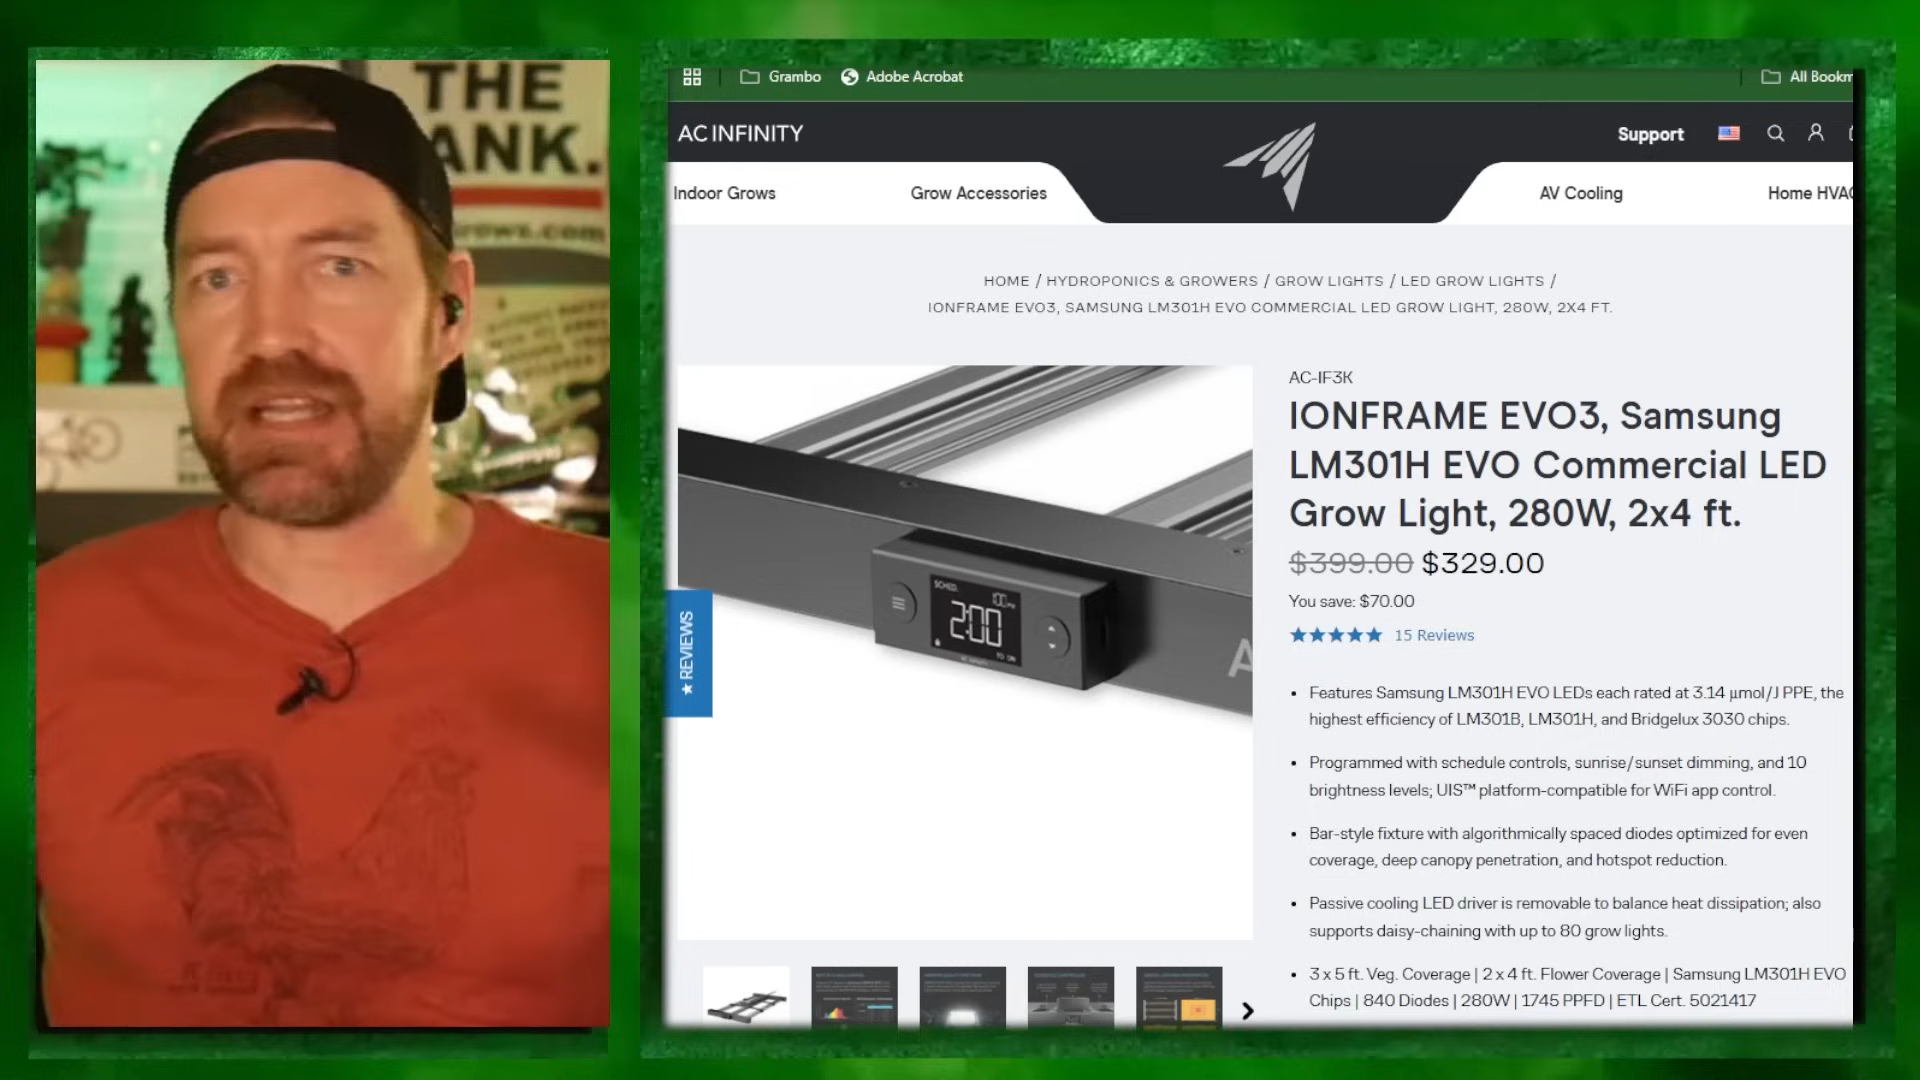 THE
ANK.
Grambo
Adobe Acrobat
All Bookm
AC INFINITY
Support
Indoor Grows
Grow Accessories
AV Cooling
Home HVAC
HOME / HYDROPONICS & GROWERS / GROW LIGHTS / LED GROW LIGHTS /
IONFRAME EVO3, SAMSUNG LM301H EVO COMMERCIAL LED GROW LIGHT, 280W, 2X4 FT.
AC-IF3K
IONFRAME EVO3, Samsung
LM301H EVO Commercial LED
Grow Light, 280W, 2x4 ft.
$399.00 $329.00
You save: $70.00
15 Reviews
★ REVIEWS
SCHED.
2:00
TO ON
A
• Features Samsung LM301H EVO LEDs each rated at 3.14 μmol/J PPE, the
highest efficiency of LM301B, LM301H, and Bridgelux 3030 chips.
• Programmed with schedule controls, sunrise/sunset dimming, and 10
brightness levels; UIS™ platform-compatible for WiFi app control.
• Bar-style fixture with algorithmically spaced diodes optimized for even
coverage, deep canopy penetration, and hotspot reduction.
• Passive cooling LED driver is removable to balance heat dissipation; also
supports daisy-chaining with up to 80 grow lights.
• 3 x 5 ft. Veg. Coverage | 2 x 4 ft. Flower Coverage | Samsung LM301H EVO
Chips | 840 Diodes | 280W | 1745 PPFD | ETL Cert. 5021417